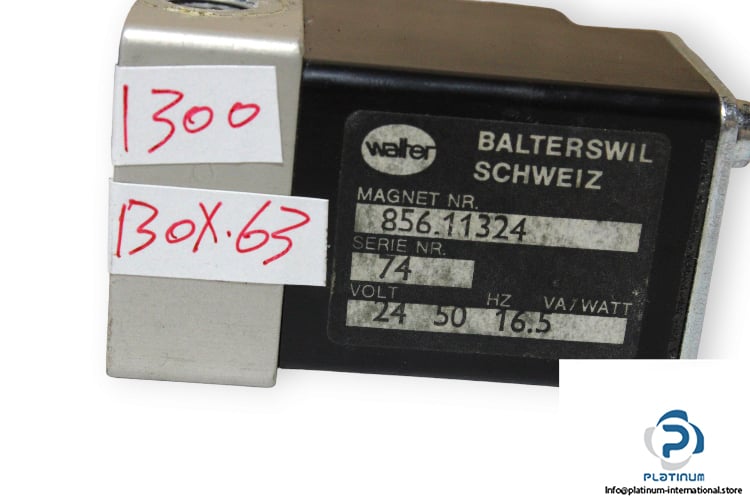 1300
BOX.63
walter
BALTERSWIL
SCHWEIZ
MAGNET NR.
856.11324
SERIE NR.
74
VOLT HZ VA/WATT
24 50 16.5
PLATINUM
Info@platinum-international.store